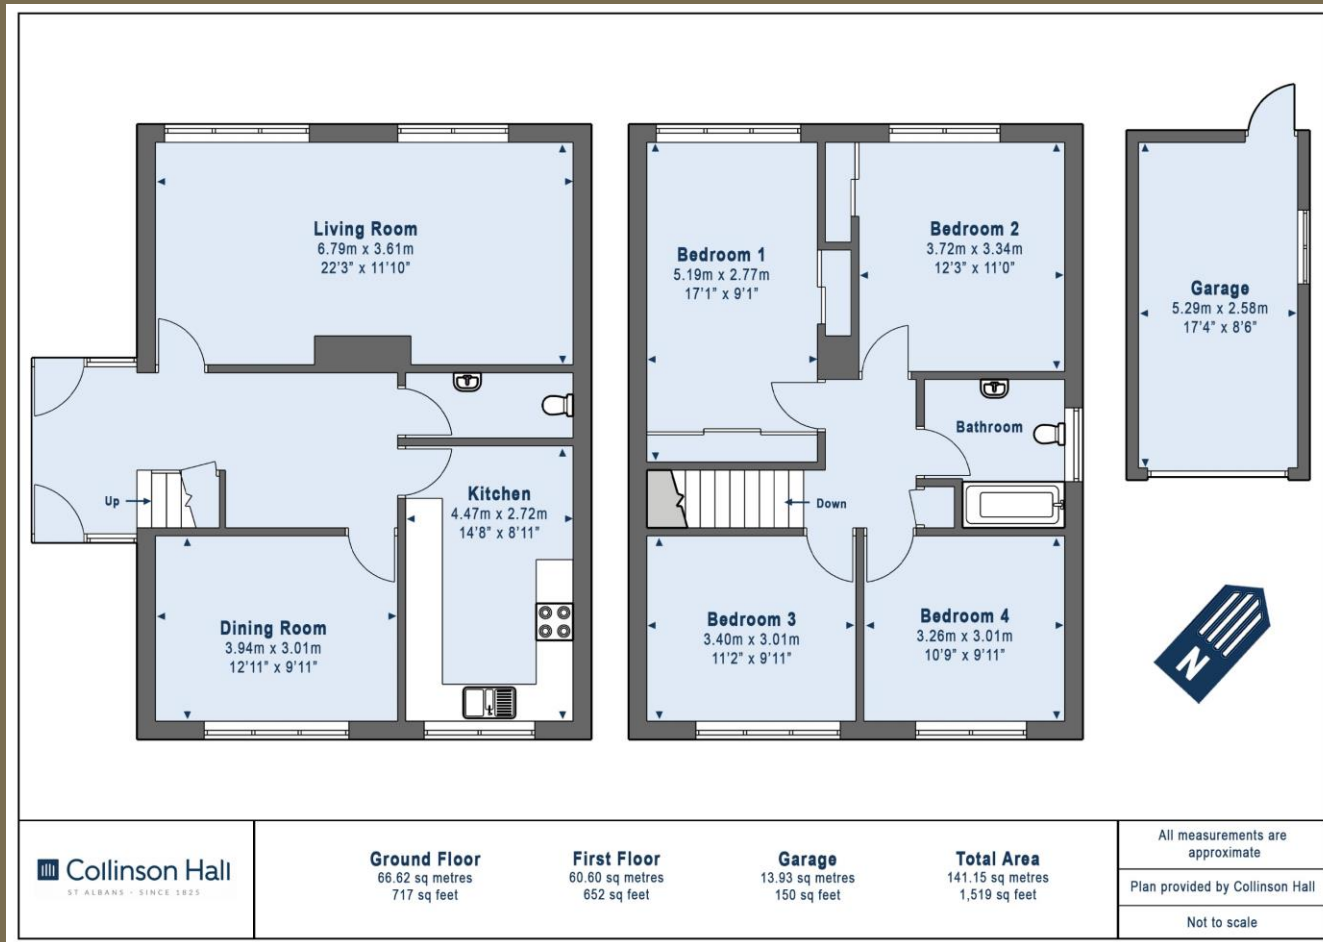 Living Room
6.79m x 3.61m
22'3" x 11'10"
Up
Kitchen
4.47m x 2.72m
14'8" x 8'11"
Dining Room
3.94m x 3.01m
12'11" x 9'11"
Bedroom 1
5.19m x 2.77m
17'1" x 9'1"
Bedroom 2
3.72m x 3.34m
12'3" x 11'0"
Bathroom
Down
Bedroom 3
3.40m x 3.01m
11'2" x 9'11"
Bedroom 4
3.26m x 3.01m
10'9" x 9'11"
Garage
5.29m x 2.58m
17'4" x 8'6"
N
Collinson Hall
ST ALBANS - SINCE 1825
Ground Floor
66.62 sq metres
717 sq feet
First Floor
60.60 sq metres
652 sq feet
Garage
13.93 sq metres
150 sq feet
Total Area
141.15 sq metres
1,519 sq feet
All measurements are
approximate
Plan provided by Collinson Hall
Not to scale